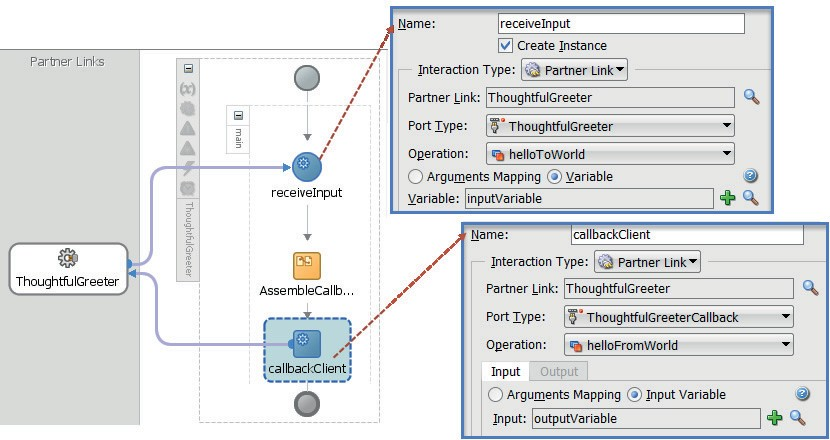 Partner Links
ThoughtfulGreeter
(x)
ThoughtfulGreeter
main
receiveInput
AssembleCallb...
callbackClient
Name: receiveInput
Create Instance
Interaction Type: Partner Link
Partner Link: ThoughtfulGreeter
Port Type: ThoughtfulGreeter
Operation: helloToWorld
Arguments Mapping Variable
Variable: inputVariable
Name: callbackClient
Interaction Type: Partner Link
Partner Link: ThoughtfulGreeter
Port Type: ThoughtfulGreeterCallback
Operation: helloFromWorld
Input Output
Arguments Mapping Input Variable
Input: outputVariable